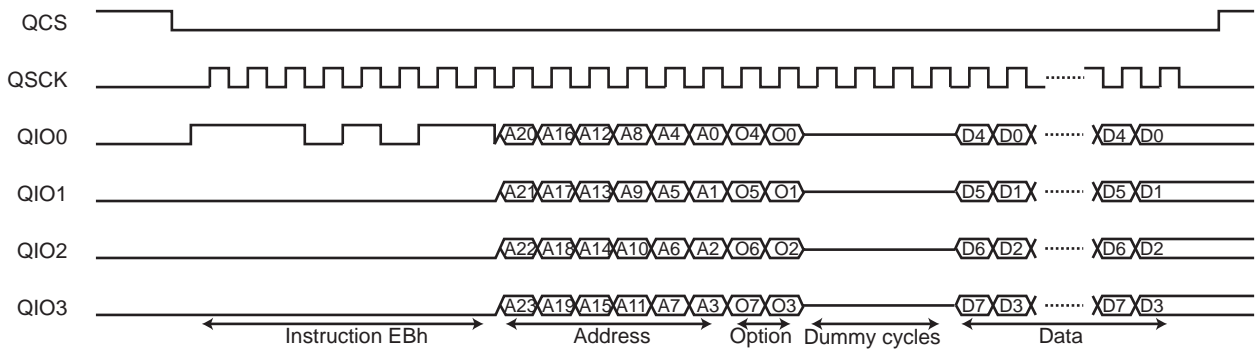 QCS
QSCK
QIO0 A20 A16 A12 A8 A4 A0 O4 O0 D4 D0 D4 D0
QIO1 A21 A17 A13 A9 A5 A1 O5 O1 D5 D1 D5 D1
QIO2 A22 A18 A14 A10 A6 A2 O6 O2 D6 D2 D6 D2
QIO3 A23 A19 A15 A11 A7 A3 O7 O3 D7 D3 D7 D3
Instruction EBh Address Option Dummy cycles Data